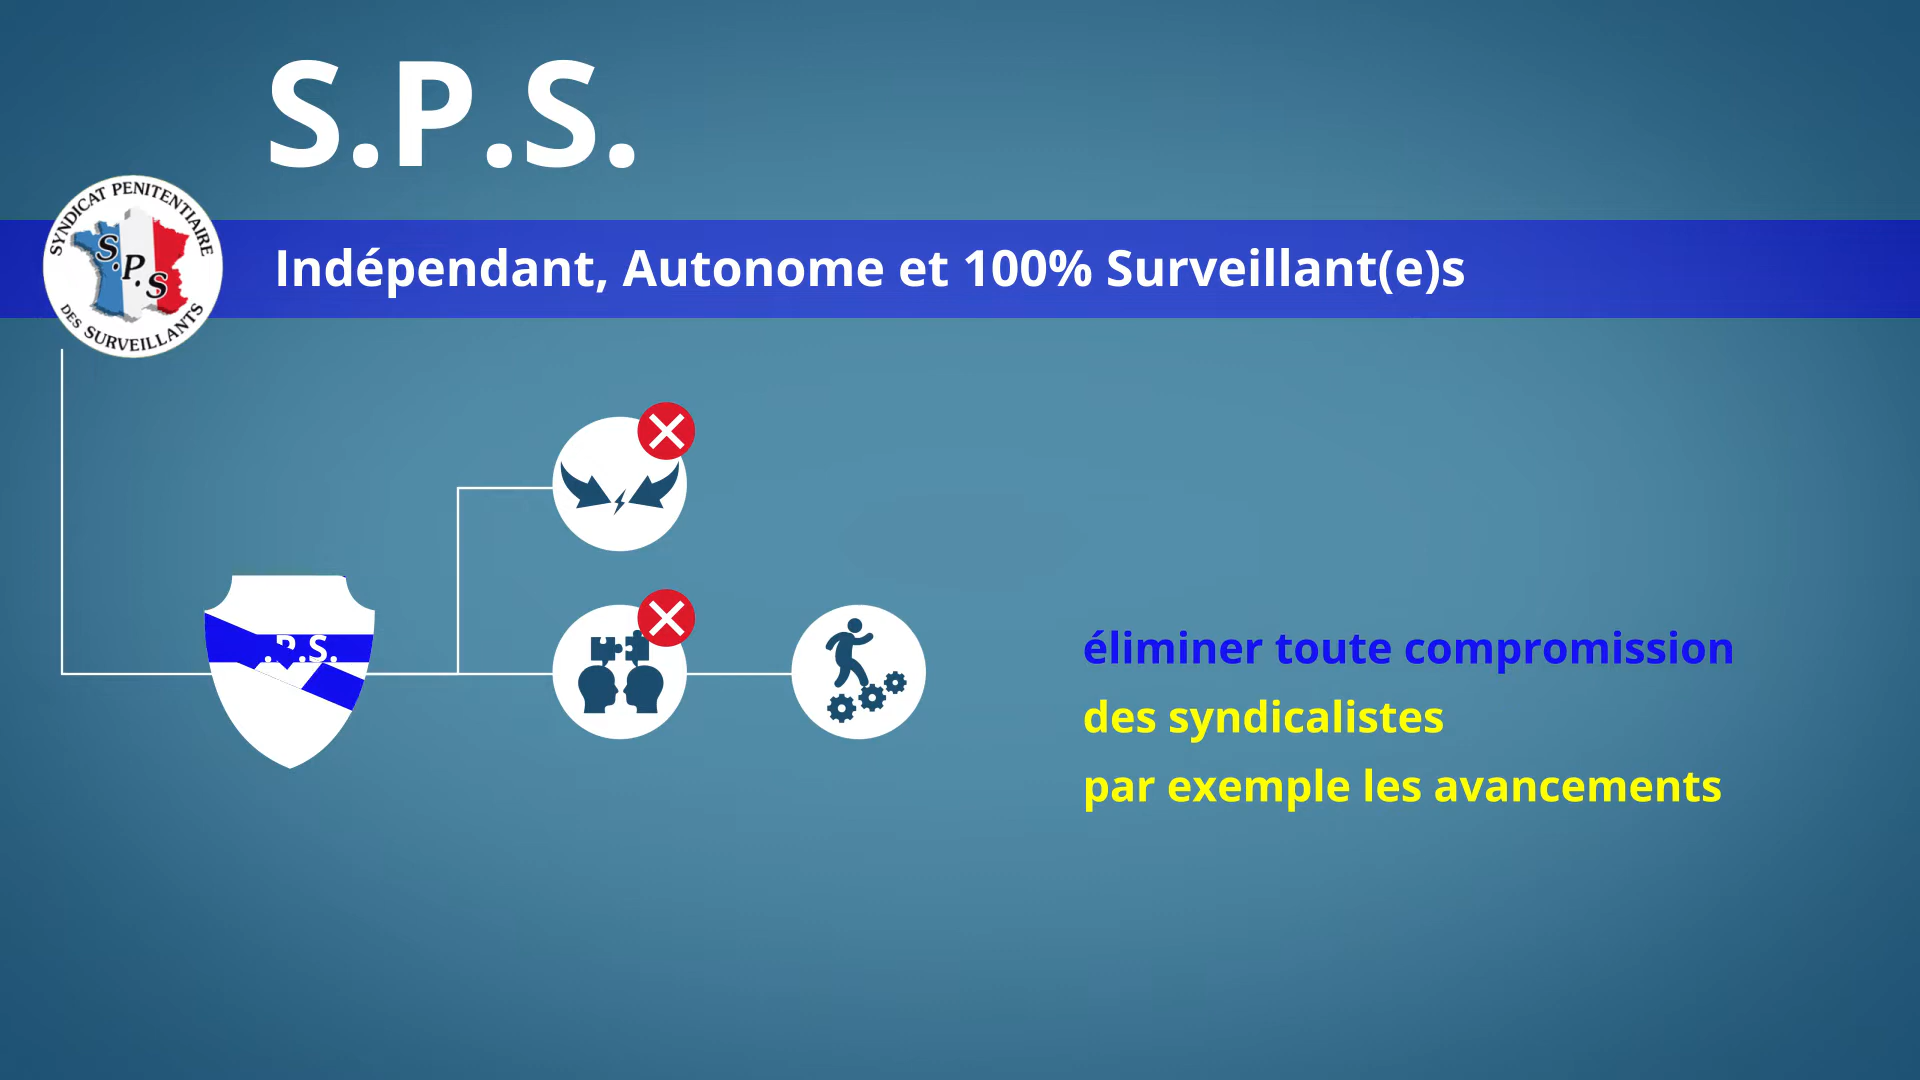 S.P.S.
SYNDICAT PENITENTIAIRE
S.P.S
DES SURVEILLANTS
Indépendant, Autonome et 100% Surveillant(e)s
.P.S.
éliminer toute compromission
des syndicalistes
par exemple les avancements